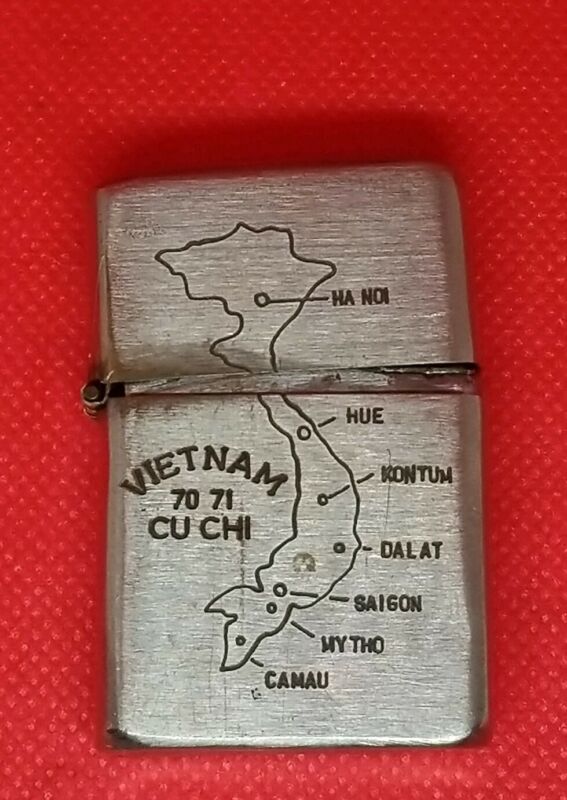 HA NOI
HUE
VIETNAM
70 71
CU CHI
KONTUM
DALAT
SAIGON
MYTHO
CAMAU